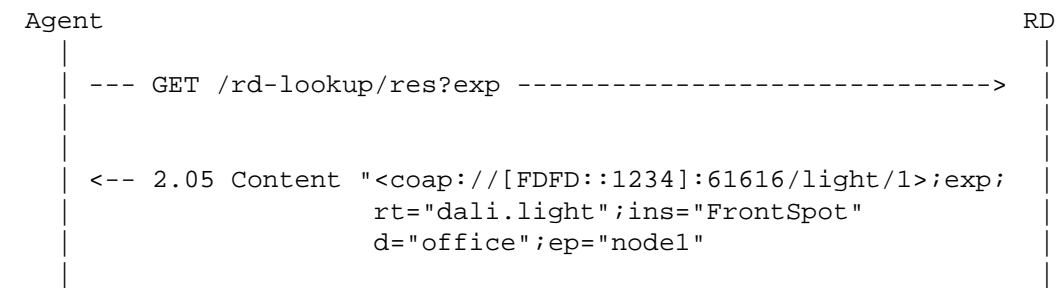 Agent RD
| |
| --- GET /rd-lookup/res?exp ------------------------------> |
| |
| |
| <-- 2.05 Content "<coap://[FDFD::1234]:61616/light/1>;exp; |
| rt="dali.light";ins="FrontSpot" |
| d="office";ep="node1" |
| |